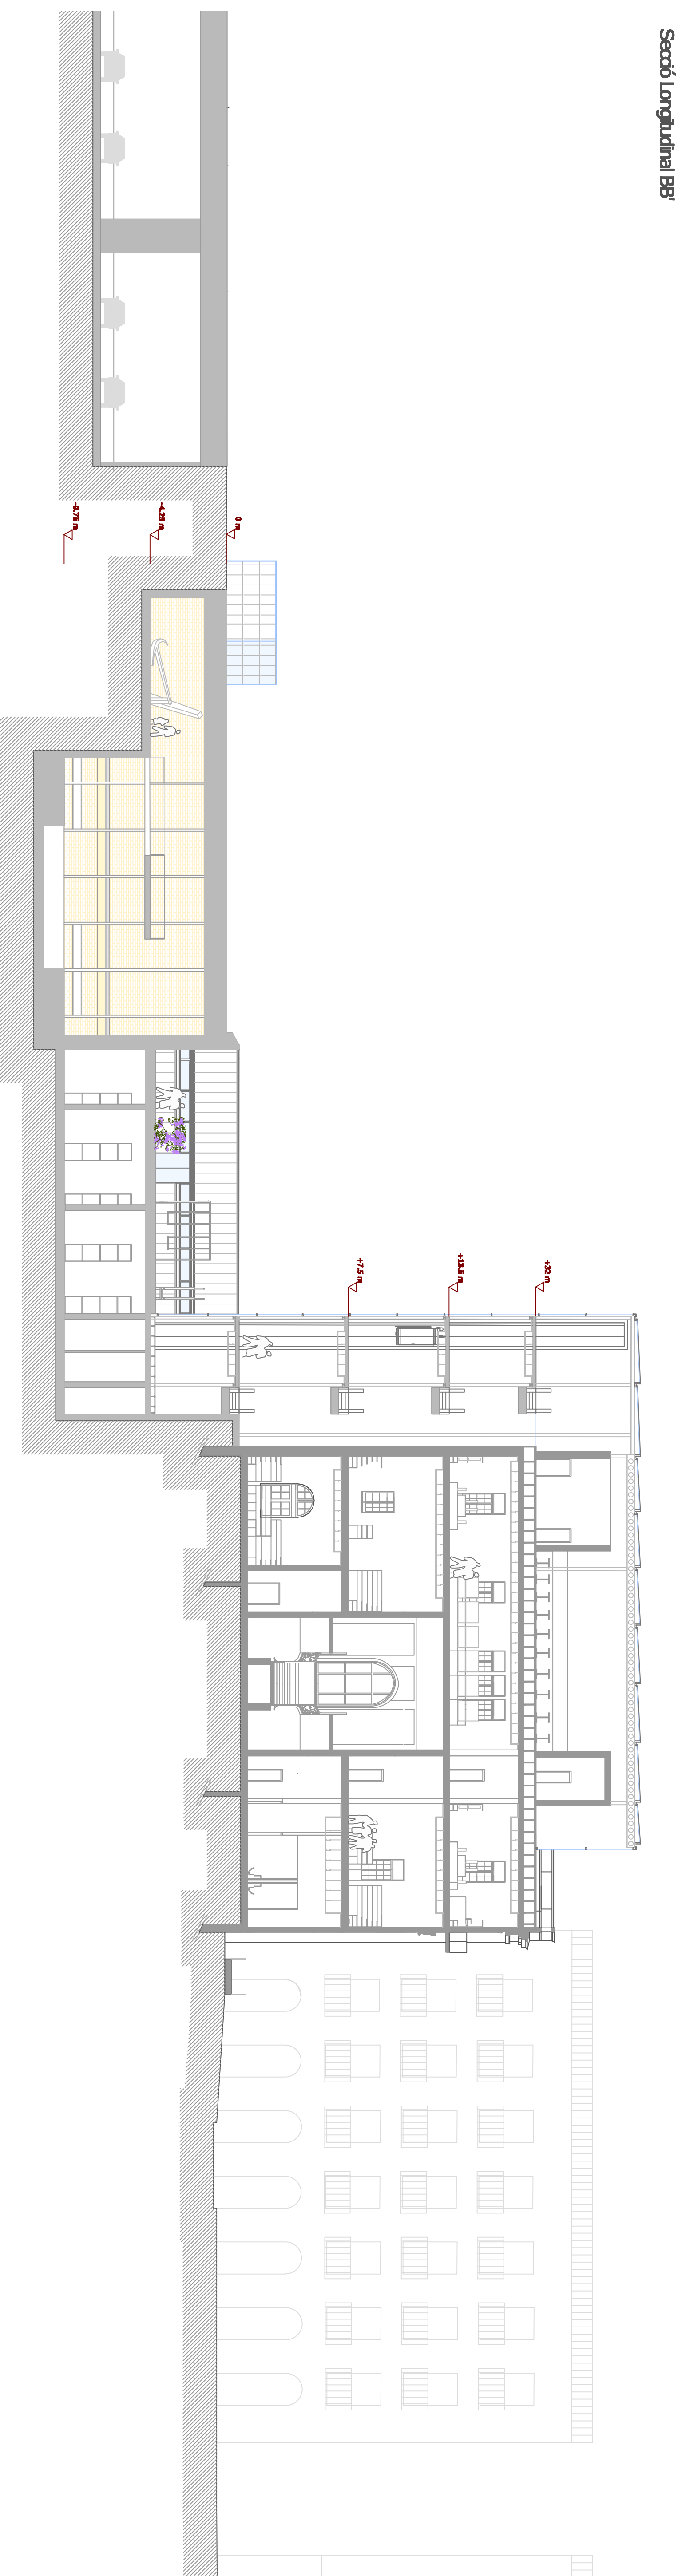 Secció Longitudinal BB'
-9.75 m
-4.25 m
0 m
+7.5 m
+13.5 m
+32 m